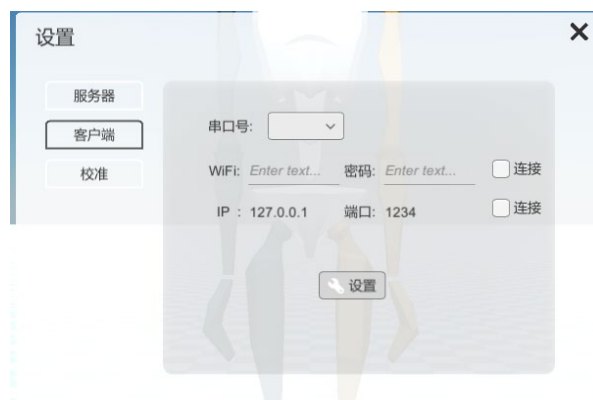 设置
服务器
客户端
校准
串口号:
WiFi: Enter text... 密码: Enter text... 连接
IP : 127.0.0.1 端口: 1234 连接
设置